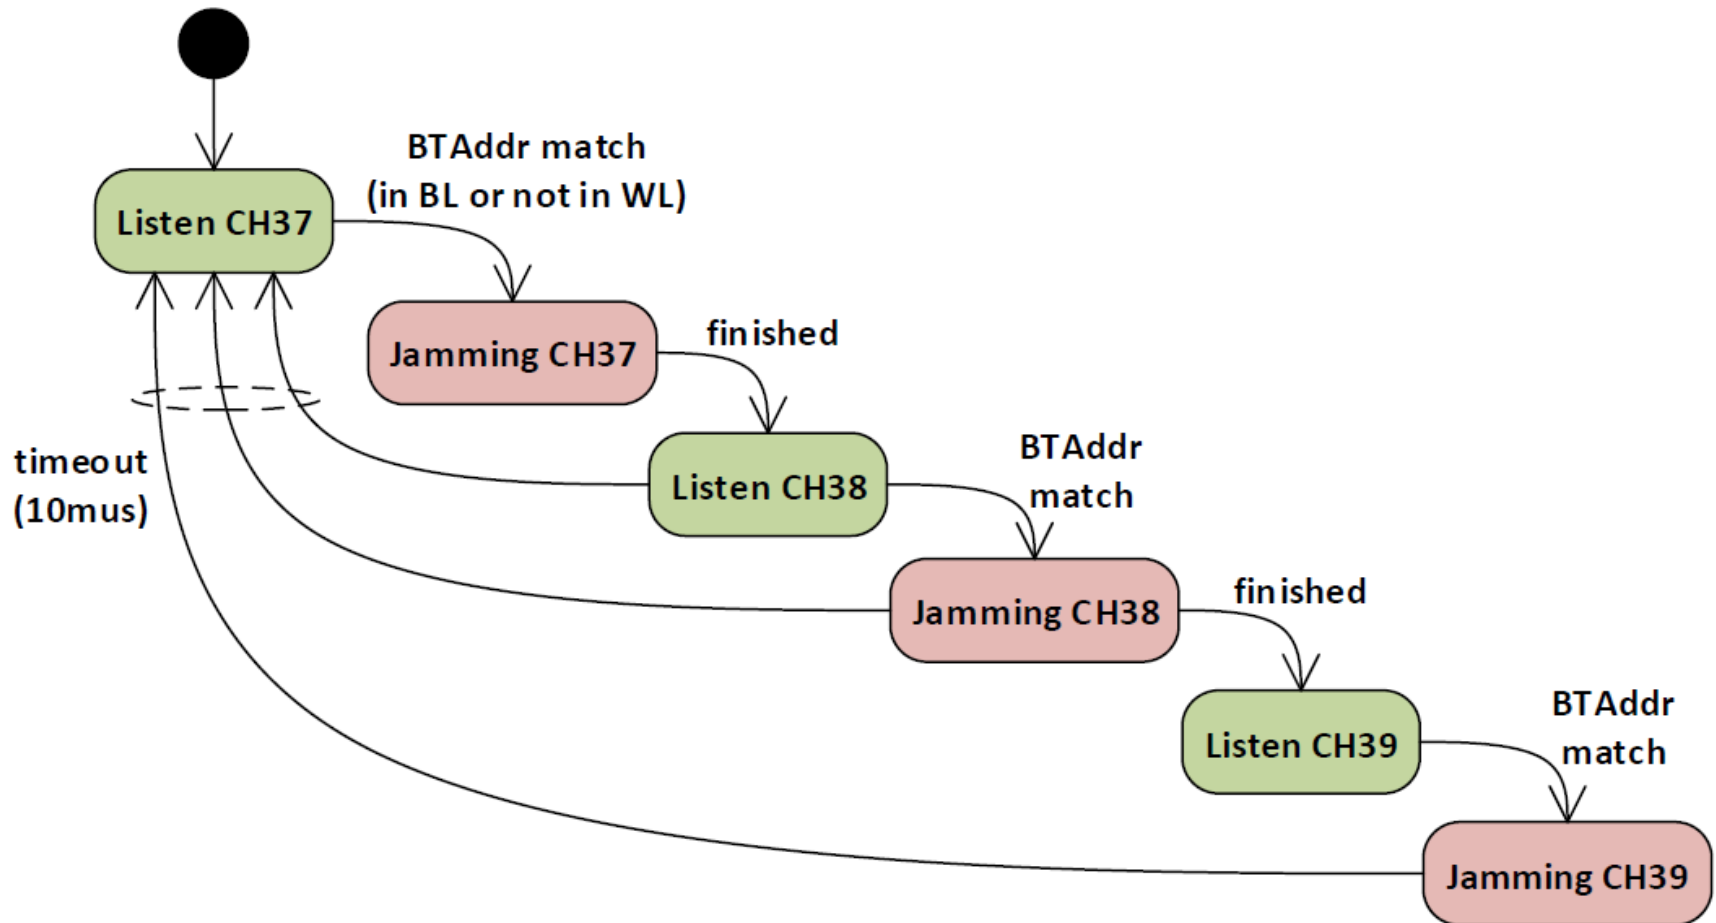 BTAddr match
(in BL or not in WL)
Listen CH37
Jamming CH37
finished
timeout
(10mus)
Listen CH38
BTAddr
match
Jamming CH38
finished
Listen CH39
BTAddr
match
Jamming CH39